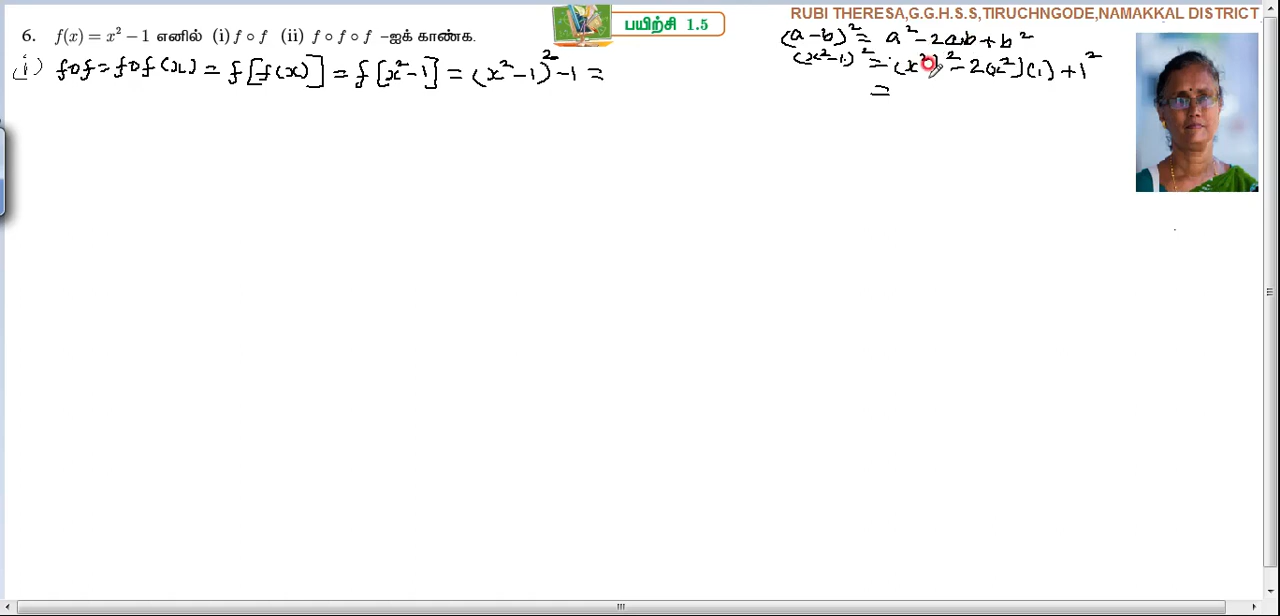 RUBI THERESA,G.G.H.S.S,TIRUCHNGODE,NAMAKKAL DISTRICT
பயிற்சி 1.5
6. f(x) = x² − 1 எனில் (i) f ∘ f (ii) f ∘ f ∘ f -ஐக் காண்க.
(i) fof = fof(x) = f[f(x)] = f[x²-1] = (x²-1)²-1 =
(a-b)² = a²-2ab+b²
(x²-1)² = (x²)²-2(x²)(1)+1²
=